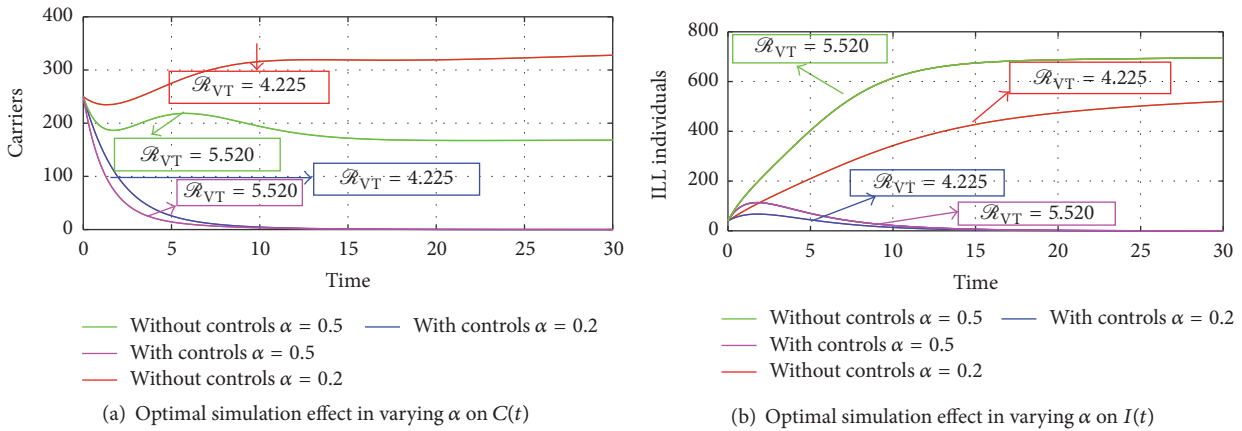 400
300
200
100
0
Carriers
ℛVT = 4.225
ℛVT = 5.520
ℛVT = 4.225
ℛVT = 5.520
0 5 10 15 20 25 30
Time
Without controls α = 0.5
With controls α = 0.2
With controls α = 0.5
Without controls α = 0.2
(a) Optimal simulation effect in varying α on C(t)
800
600
400
200
0
ILL individuals
ℛVT = 5.520
ℛVT = 4.225
ℛVT = 4.225
ℛVT = 5.520
0 5 10 15 20 25 30
Time
Without controls α = 0.5
With controls α = 0.2
With controls α = 0.5
Without controls α = 0.2
(b) Optimal simulation effect in varying α on I(t)